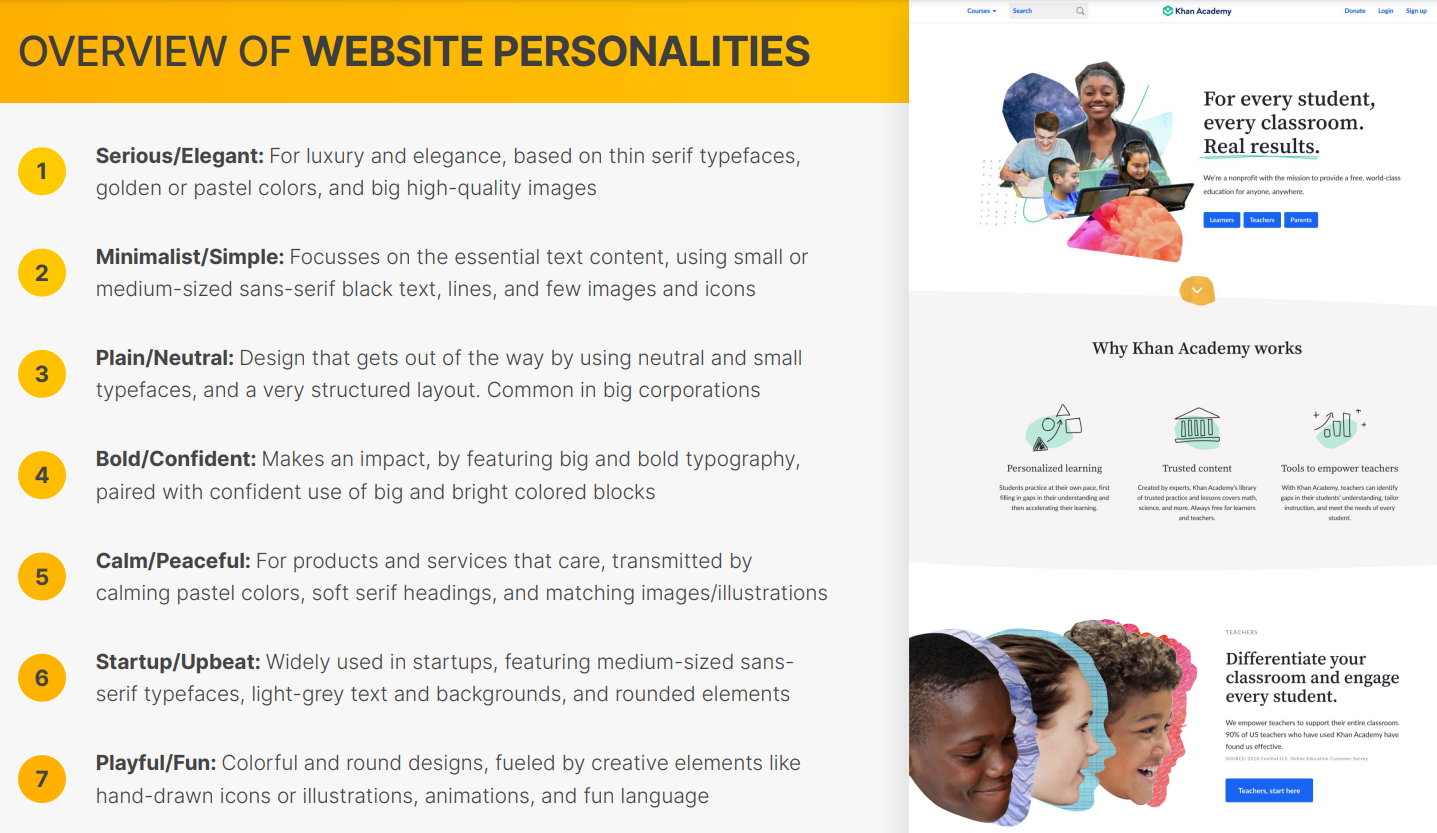 OVERVIEW OF WEBSITE PERSONALITIES
1
Serious/Elegant: For luxury and elegance, based on thin serif typefaces,
golden or pastel colors, and big high-quality images
2
Minimalist/Simple: Focusses on the essential text content, using small or
medium-sized sans-serif black text, lines, and few images and icons
3
Plain/Neutral: Design that gets out of the way by using neutral and small
typefaces, and a very structured layout. Common in big corporations
4
Bold/Confident: Makes an impact, by featuring big and bold typography,
paired with confident use of big and bright colored blocks
5
Calm/Peaceful: For products and services that care, transmitted by
calming pastel colors, soft serif headings, and matching images/illustrations
6
Startup/Upbeat: Widely used in startups, featuring medium-sized sans-
serif typefaces, light-grey text and backgrounds, and rounded elements
7
Playful/Fun: Colorful and round designs, fueled by creative elements like
hand-drawn icons or illustrations, animations, and fun language
Courses
Search
Khan Academy
Donate
Login
Sign up
For every student,
every classroom.
Real results.
We're a nonprofit with the mission to provide a free, world-class
education for anyone, anywhere.
Learners
Teachers
Parents
Why Khan Academy works
Personalized learning
Students practice at their own pace, first
filling in gaps in their understanding and
then accelerating their learning.
Trusted content
Created by experts, Khan Academy's library
of trusted practice and lessons covers math,
science, and more. Always free for learners
and teachers.
Tools to empower teachers
With Khan Academy, teachers can identify
gaps in their students' understanding, tailor
instruction, and meet the needs of every
student.
TEACHERS
Differentiate your
classroom and engage
every student.
We empower teachers to support their entire classroom.
90% of US teachers who have used Khan Academy have
found us effective.
SOURCE: 2018 CenStat U.S. Online Education Customer Survey
Teachers, start here